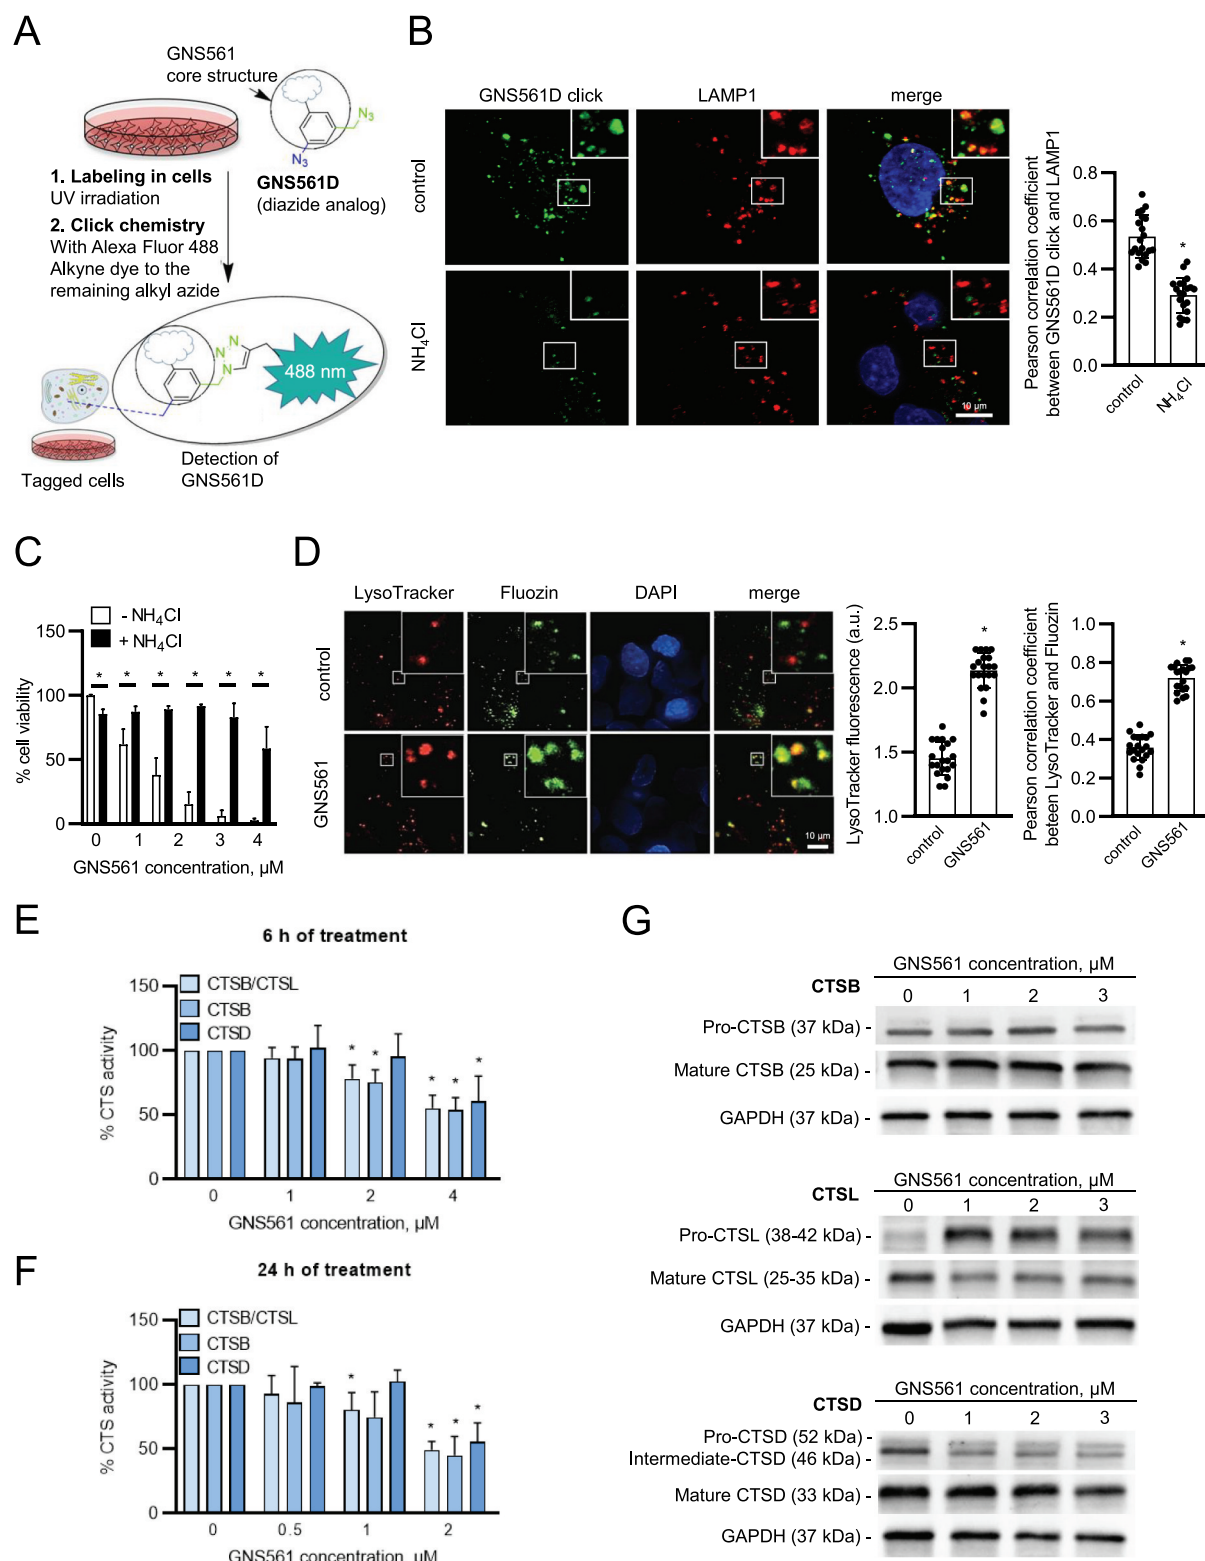 A
GNS561
core structure
N3
N3
GNS561D
(diazide analog)
1. Labeling in cells
UV irradiation
2. Click chemistry
With Alexa Fluor 488
Alkyne dye to the
remaining alkyl azide
N
N
N
488 nm
Tagged cells
Detection of
GNS561D
B
GNS561D click
LAMP1
merge
control
NH4Cl
10 µm
Pearson correlation coefficient
between GNS561D click and LAMP1
0.8
0.6
0.4
0.2
0.0
*
control
NH4Cl
C
- NH4Cl
+ NH4Cl
% cell viability
150
100
50
0
* * * * * *
0 1 2 3 4
GNS561 concentration, µM
D
LysoTracker
Fluozin
DAPI
merge
control
GNS561
10 µm
LysoTracker fluorescence (a.u.)
2.5
2.0
1.5
1.0
*
control
GNS561
Pearson correlation coefficient
beteen LysoTracker and Fluozin
1.0
0.8
0.6
0.4
0.2
0.0
*
control
GNS561
E
6 h of treatment
% CTS activity
150
100
50
0
CTSB/CTSL
CTSB
CTSD
* * * * *
0 1 2 4
GNS561 concentration, µM
F
24 h of treatment
% CTS activity
150
100
50
0
CTSB/CTSL
CTSB
CTSD
* * * *
0 0.5 1 2
GNS561 concentration, µM
G
GNS561 concentration, µM
CTSB
0 1 2 3
Pro-CTSB (37 kDa) -
Mature CTSB (25 kDa) -
GAPDH (37 kDa) -
GNS561 concentration, µM
CTSL
0 1 2 3
Pro-CTSL (38-42 kDa) -
Mature CTSL (25-35 kDa) -
GAPDH (37 kDa) -
GNS561 concentration, µM
CTSD
0 1 2 3
Pro-CTSD (52 kDa) -
Intermediate-CTSD (46 kDa) -
Mature CTSD (33 kDa) -
GAPDH (37 kDa) -